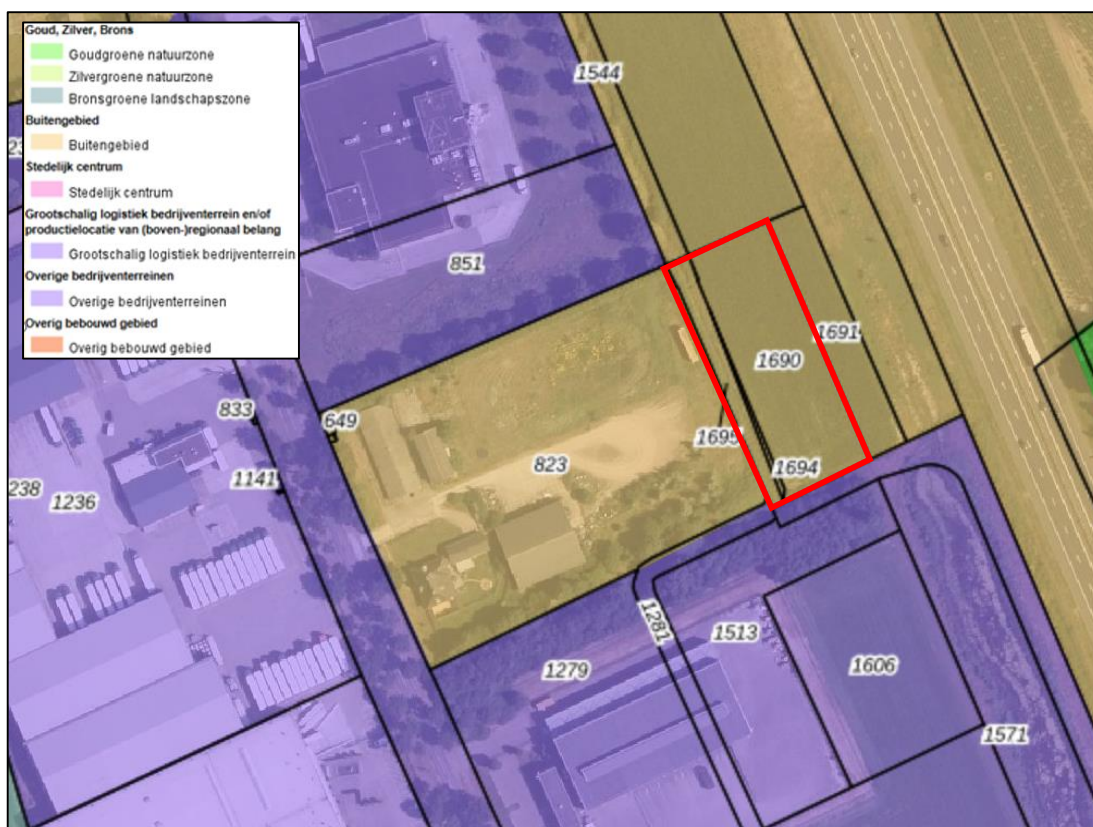 Goud, Zilver, Brons
Goudgroene natuurzone
Zilvergroene natuurzone
Bronsgroene landschapszone
Buitengebied
Buitengebied
Stedelijk centrum
Stedelijk centrum
Grootschalig logistiek bedrijventerrein en/of
productielocatie van (boven-)regionaal belang
Grootschalig logistiek bedrijventerrein
Overige bedrijventerreinen
Overige bedrijventerreinen
Overig bebouwd gebied
Overig bebouwd gebied
1544
851
1691
1690
833
649
1695
823
1694
1141
238
1236
1281
1513
1279
1606
1571